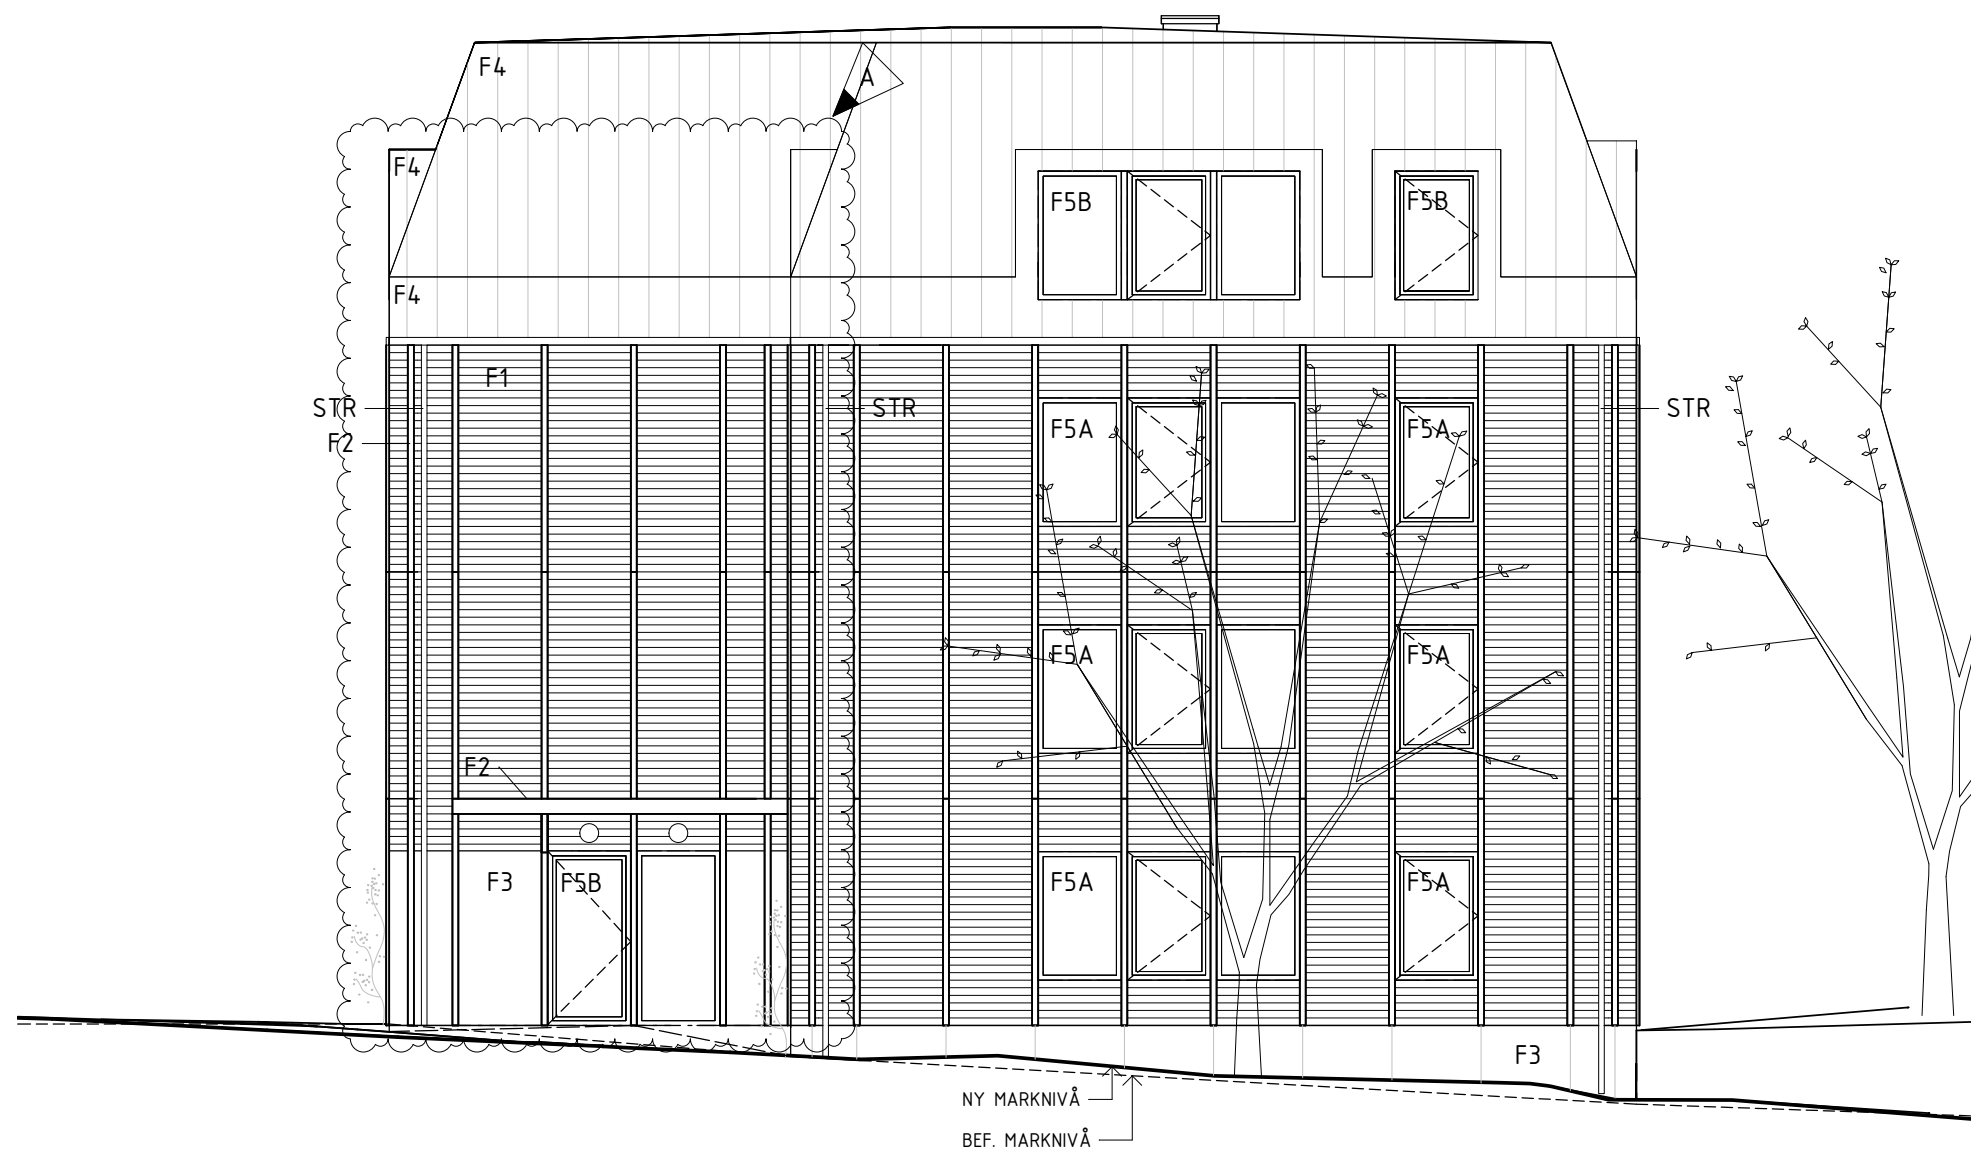 F4
A
F4
F5B
F5B
F4
F1
STR
STR
STR
F2
F5A
F5A
F5A
F5A
F2
F3
F5B
F5A
F5A
F3
NY MARKNIVÅ
BEF. MARKNIVÅ